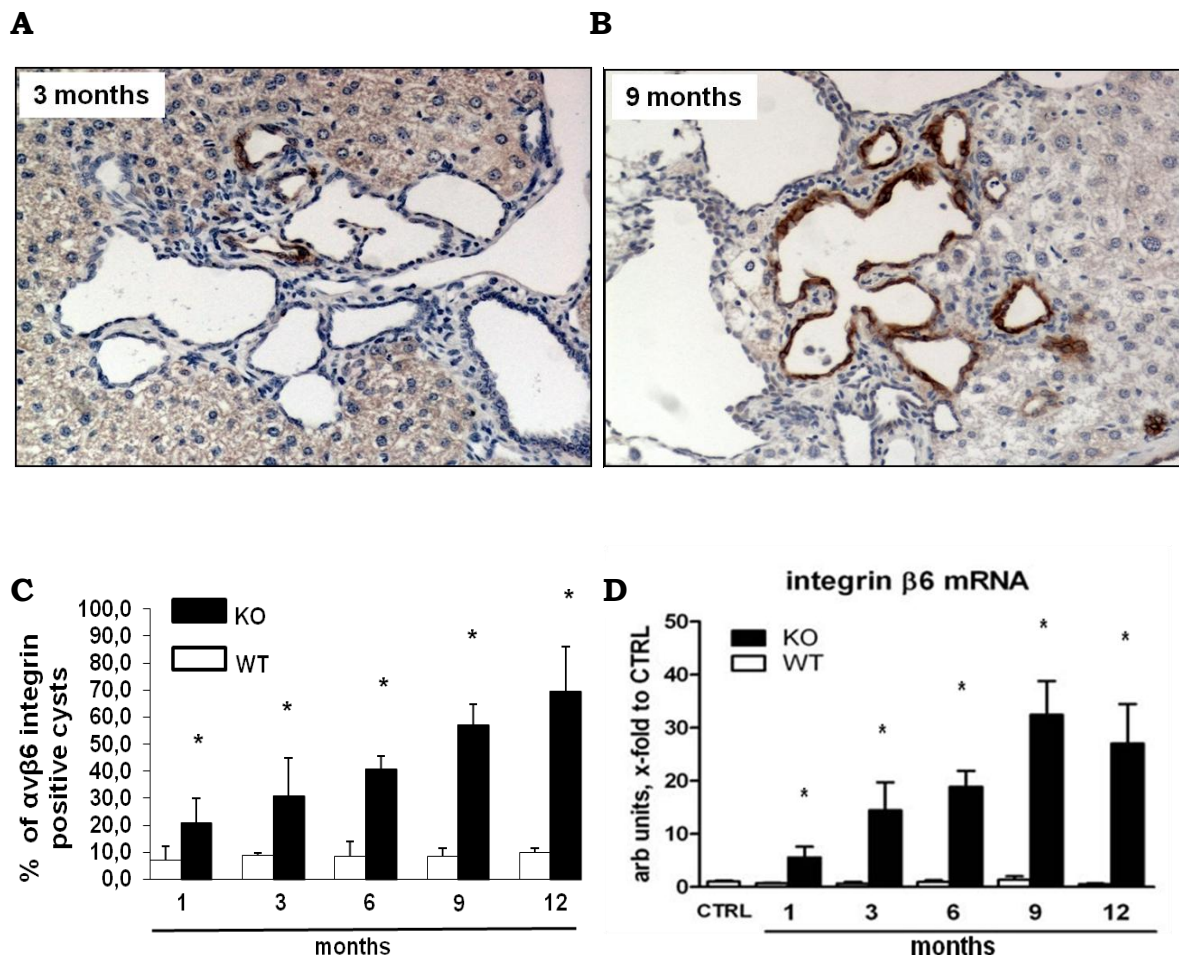 A
B
3 months
9 months
C
% of αvβ6 integrin
positive cysts
100,0
90,0
80,0
70,0
60,0
50,0
40,0
30,0
20,0
10,0
0,0
KO
WT
*
*
*
*
*
1 3 6 9 12
months
D
integrin β6 mRNA
arb units, x-fold to CTRL
50
40
30
20
10
0
KO
WT
*
*
*
*
*
CTRL 1 3 6 9 12
months